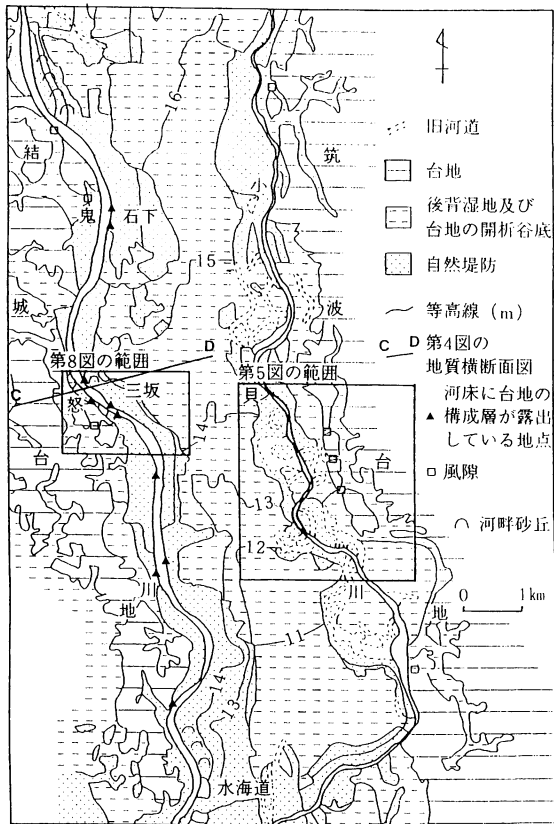 旧河道
台地
後背湿地及び
台地の開析谷底
自然堤防
等高線 (m)
C D 第4図の
地質横断面図
河床に台地の
▲ 構成層が露出
している地点
風隙
河畔砂丘
0 1km
結
城
台
地
鬼
怒
川
石下
三坂
水海道
筑
波
台
地
小
貝
川
第8図の範囲
第5図の範囲
C
D
16
15
14
13
12
11
14
13